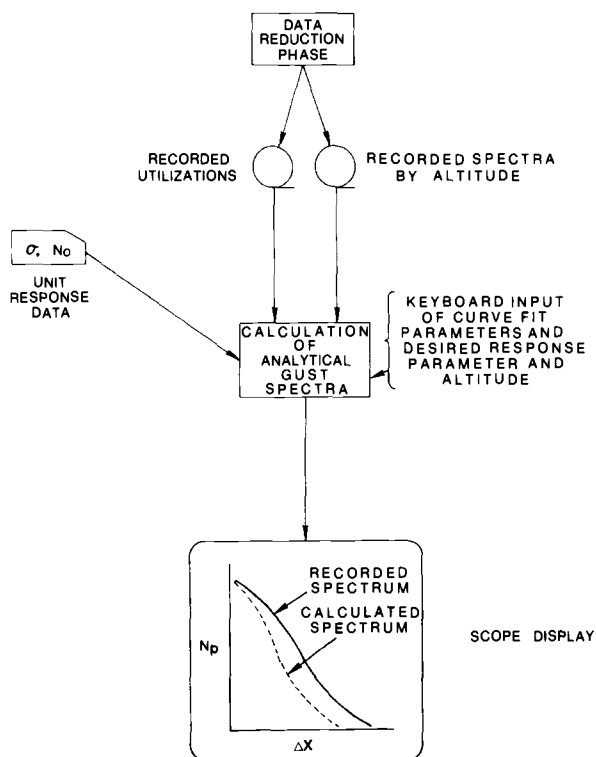 DATA
REDUCTION
PHASE
RECORDED
UTILIZATIONS
RECORDED SPECTRA
BY ALTITUDE
σ, No
UNIT
RESPONSE
DATA
CALCULATION
OF
ANALYTICAL
GUST
SPECTRA
KEYBOARD INPUT
OF CURVE FIT
PARAMETERS AND
DESIRED RESPONSE
PARAMETER AND
ALTITUDE
RECORDED
SPECTRUM
CALCULATED
SPECTRUM
Np
ΔX
SCOPE DISPLAY